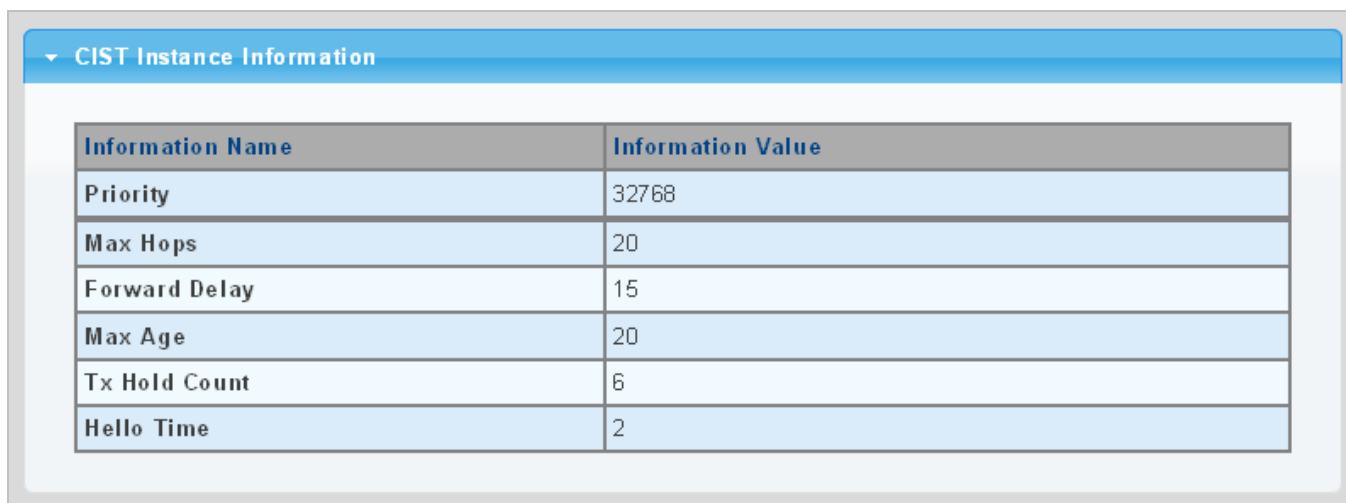 CIST Instance Information
Information Name Information Value
Priority 32768
Max Hops 20
Forward Delay 15
Max Age 20
Tx Hold Count 6
Hello Time 2